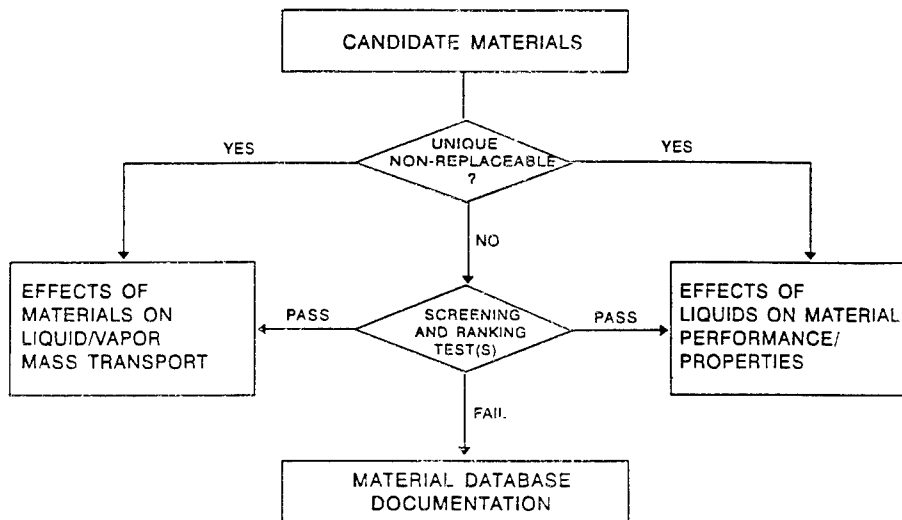 CANDIDATE MATERIALS
UNIQUE
NON-REPLACEABLE
?
YES
YES
NO
EFFECTS OF
MATERIALS ON
LIQUID/VAPOR
MASS TRANSPORT
PASS
SCREENING
AND RANKING
TEST(S)
PASS
EFFECTS OF
LIQUIDS ON MATERIAL
PERFORMANCE/
PROPERTIES
FAIL
MATERIAL DATABASE
DOCUMENTATION